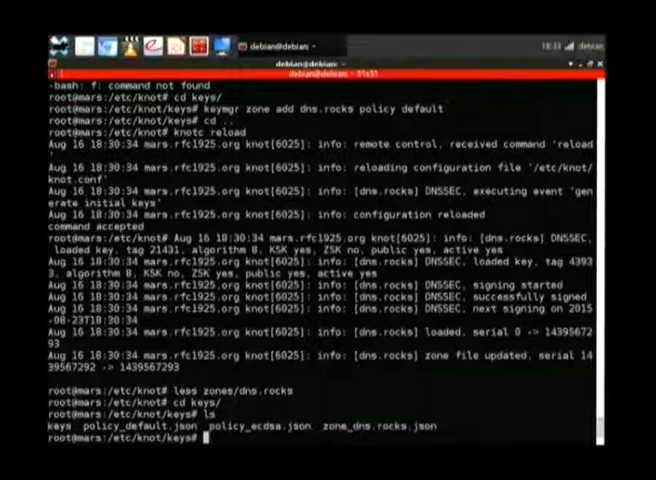 debian@debian: ~
18:33 debian
debian@debian: ~
debian@debian: ~ 91x31
-bash: f: command not found
root@mars:/etc/knot# cd keys/
root@mars:/etc/knot/keys# keymgr zone add dns.rocks policy default
root@mars:/etc/knot/keys# cd ..
root@mars:/etc/knot# knotc reload
Aug 16 18:30:34 mars.rfc1925.org knot[6025]: info: remote control, received command 'reload
'
Aug 16 18:30:34 mars.rfc1925.org knot[6025]: info: reloading configuration file '/etc/knot/
knot.conf'
Aug 16 18:30:34 mars.rfc1925.org knot[6025]: info: [dns.rocks] DNSSEC, executing event 'gen
erate initial keys'
Aug 16 18:30:34 mars.rfc1925.org knot[6025]: info: configuration reloaded
command accepted
root@mars:/etc/knot# Aug 16 18:30:34 mars.rfc1925.org knot[6025]: info: [dns.rocks] DNSSEC,
loaded key, tag 21431, algorithm 8, KSK yes, ZSK no, public yes, active yes
Aug 16 18:30:34 mars.rfc1925.org knot[6025]: info: [dns.rocks] DNSSEC, loaded key, tag 4393
3, algorithm 8, KSK no, ZSK yes, public yes, active yes
Aug 16 18:30:34 mars.rfc1925.org knot[6025]: info: [dns.rocks] DNSSEC, signing started
Aug 16 18:30:34 mars.rfc1925.org knot[6025]: info: [dns.rocks] DNSSEC, successfully signed
Aug 16 18:30:34 mars.rfc1925.org knot[6025]: info: [dns.rocks] DNSSEC, next signing on 2015
-08-23T18:30:34
Aug 16 18:30:34 mars.rfc1925.org knot[6025]: info: [dns.rocks] loaded, serial 0 -> 14395672
93
Aug 16 18:30:34 mars.rfc1925.org knot[6025]: info: [dns.rocks] zone file updated, serial 14
39567292 -> 1439567293
root@mars:/etc/knot# less zones/dns.rocks
root@mars:/etc/knot# cd keys/
root@mars:/etc/knot/keys# ls
keys policy_default.json policy_ecdsa.json zone_dns.rocks.json
root@mars:/etc/knot/keys#